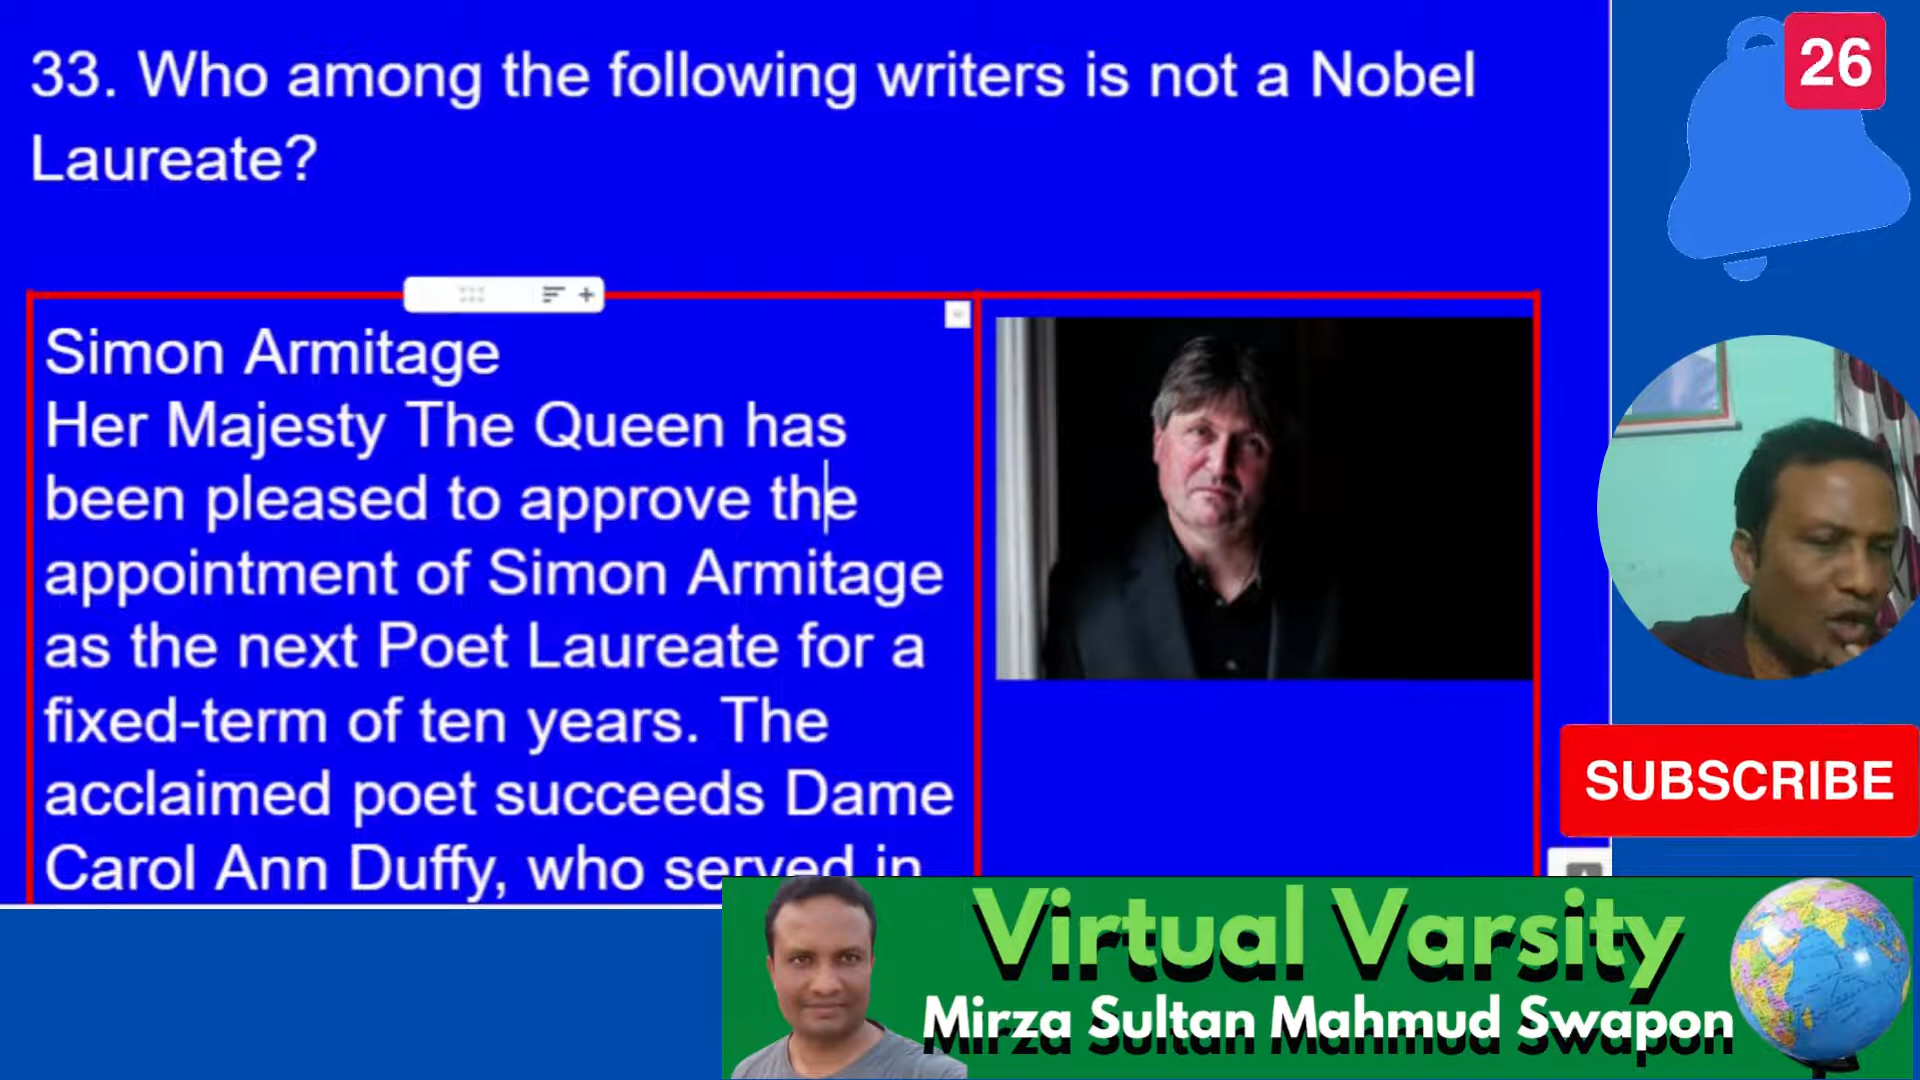 33. Who among the following writers is not a Nobel
Laureate?
Simon Armitage
Her Majesty The Queen has
been pleased to approve the
appointment of Simon Armitage
as the next Poet Laureate for a
fixed-term of ten years. The
acclaimed poet succeeds Dame
Carol Ann Duffy, who served in
26
SUBSCRIBE
Virtual Varsity
Mirza Sultan Mahmud Swapon